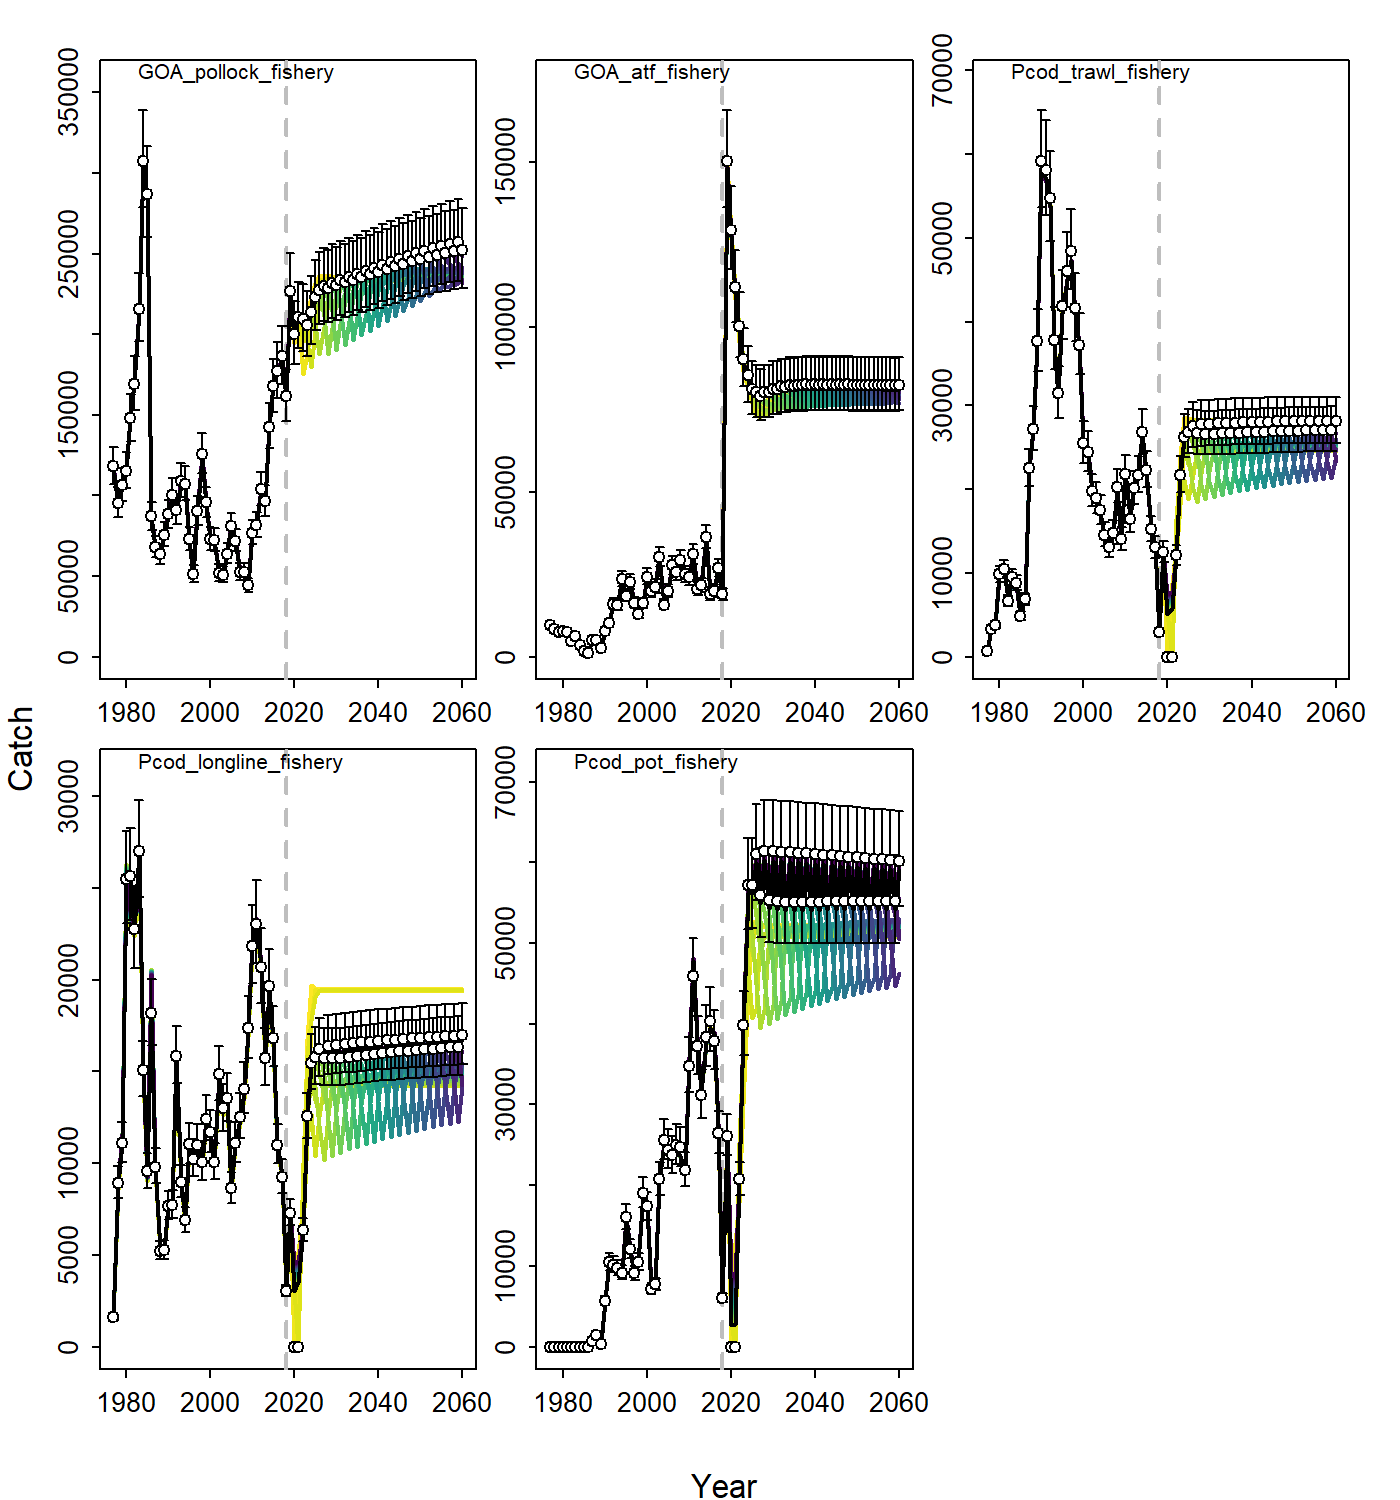 GOA_pollock_fishery
0
50000
150000
250000
350000
1980 2000 2020 2040 2060
GOA_atf_fishery
0
50000
100000
150000
1980 2000 2020 2040 2060
Pcod_trawl_fishery
0
10000
30000
50000
70000
1980 2000 2020 2040 2060
Catch
Pcod_longline_fishery
0
5000
10000
20000
30000
1980 2000 2020 2040 2060
Pcod_pot_fishery
0
10000
30000
50000
70000
1980 2000 2020 2040 2060
Year